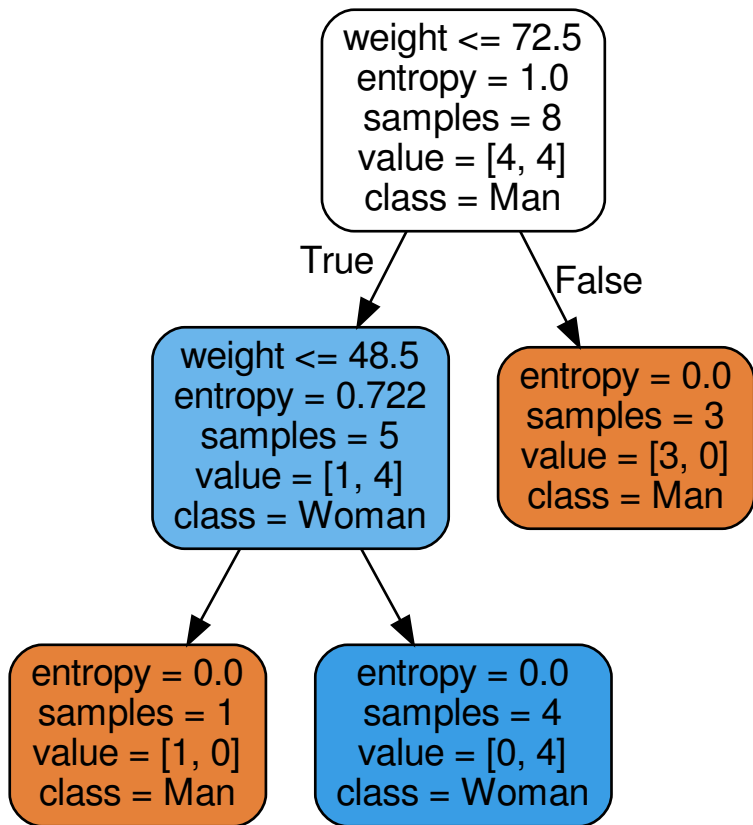 weight <= 72.5
entropy = 1.0
samples = 8
value = [4, 4]
class = Man
True
False
weight <= 48.5
entropy = 0.722
samples = 5
value = [1, 4]
class = Woman
entropy = 0.0
samples = 3
value = [3, 0]
class = Man
entropy = 0.0
samples = 1
value = [1, 0]
class = Man
entropy = 0.0
samples = 4
value = [0, 4]
class = Woman